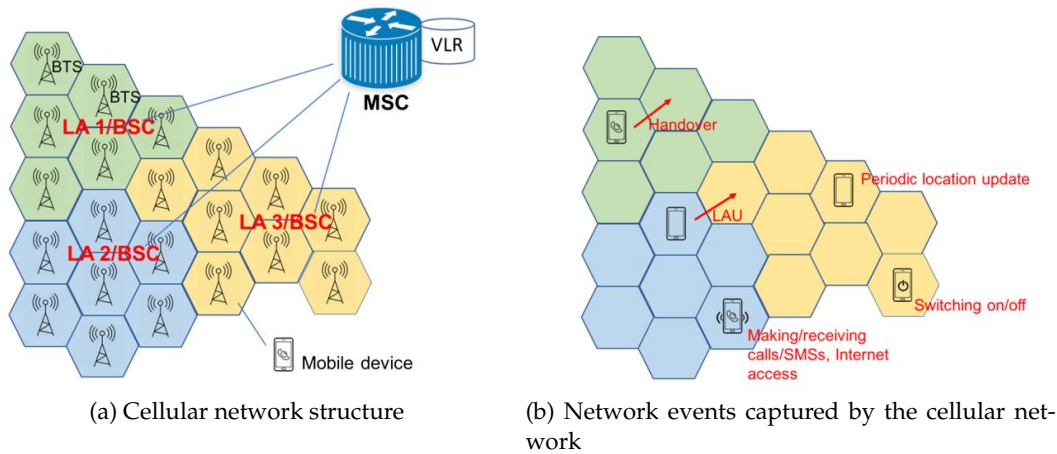 BTS
BTS
LA 1/BSC
LA 2/BSC
LA 3/BSC
VLR
MSC
Mobile device
(a) Cellular network structure
Handover
LAU
Periodic location update
Switching on/off
Making/receiving
calls/SMSs, Internet
access
(b) Network events captured by the cellular net-
work